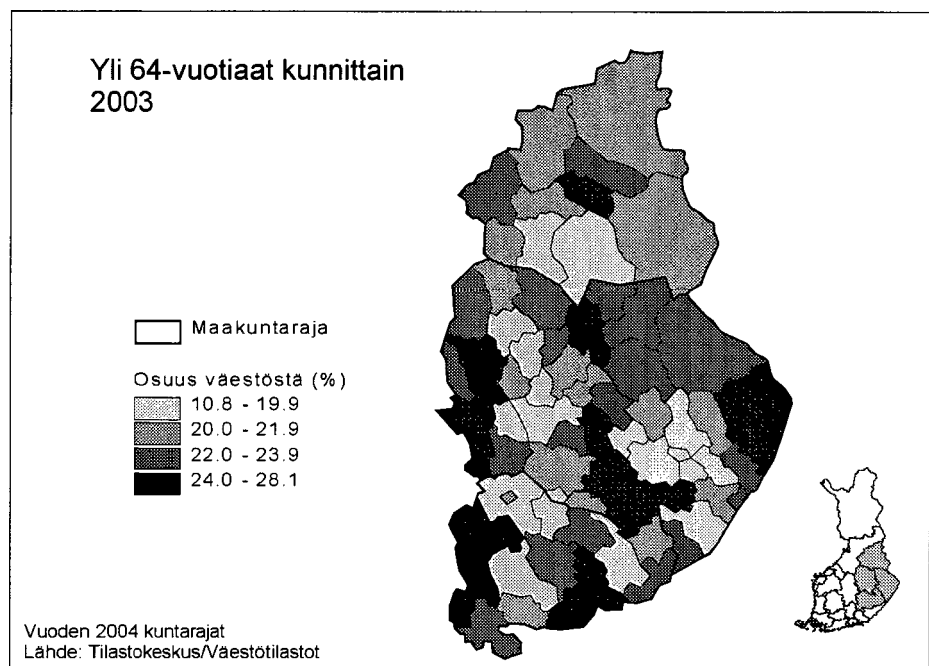 Yli 64-vuotiaat kunnittain
2003
Maakuntaraja
Osuus väestöstä (%)
10.8 - 19.9
20.0 - 21.9
22.0 - 23.9
24.0 - 28.1
Vuoden 2004 kuntarajat
Lähde: Tilastokeskus/Väestötilastot